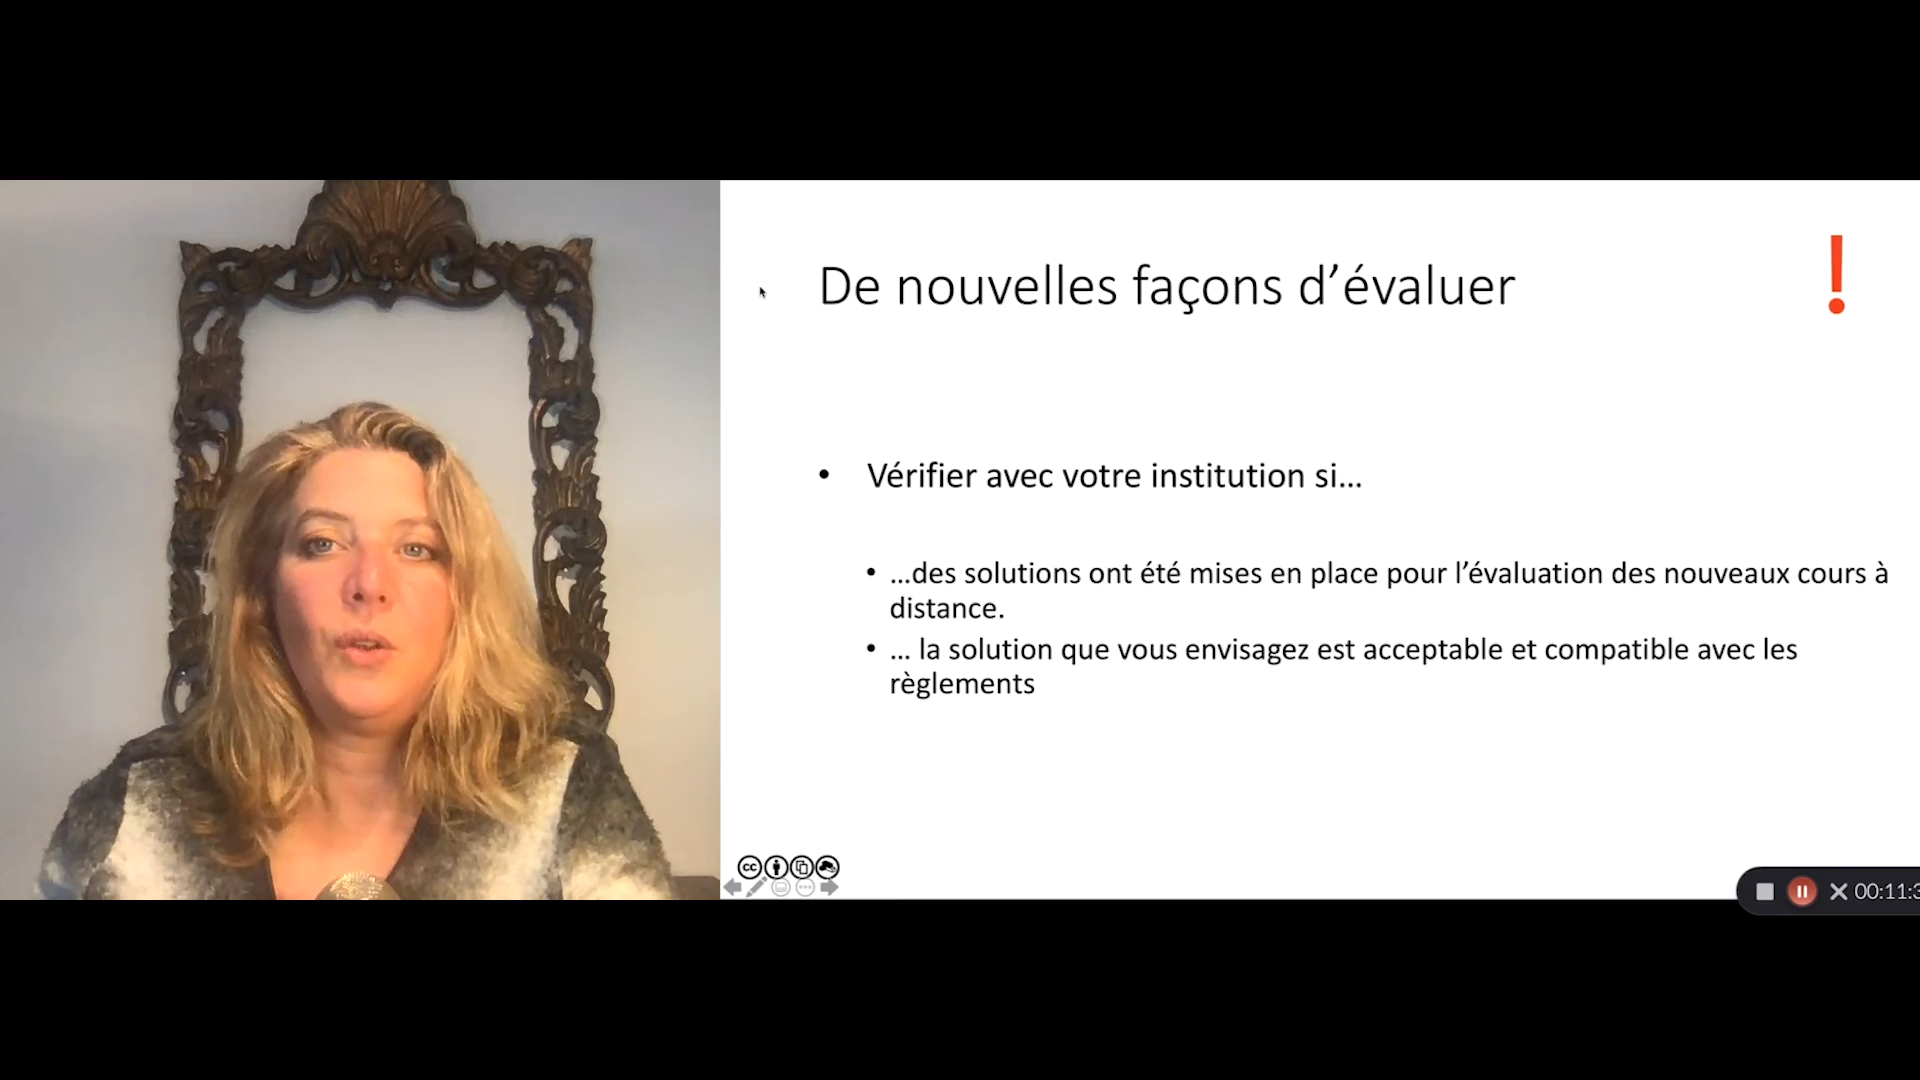 De nouvelles façons d’évaluer
❗
• Vérifier avec votre institution si...
• ...des solutions ont été mises en place pour l’évaluation des nouveaux cours à
distance.
• ... la solution que vous envisagez est acceptable et compatible avec les
règlements
cc
00:11:3